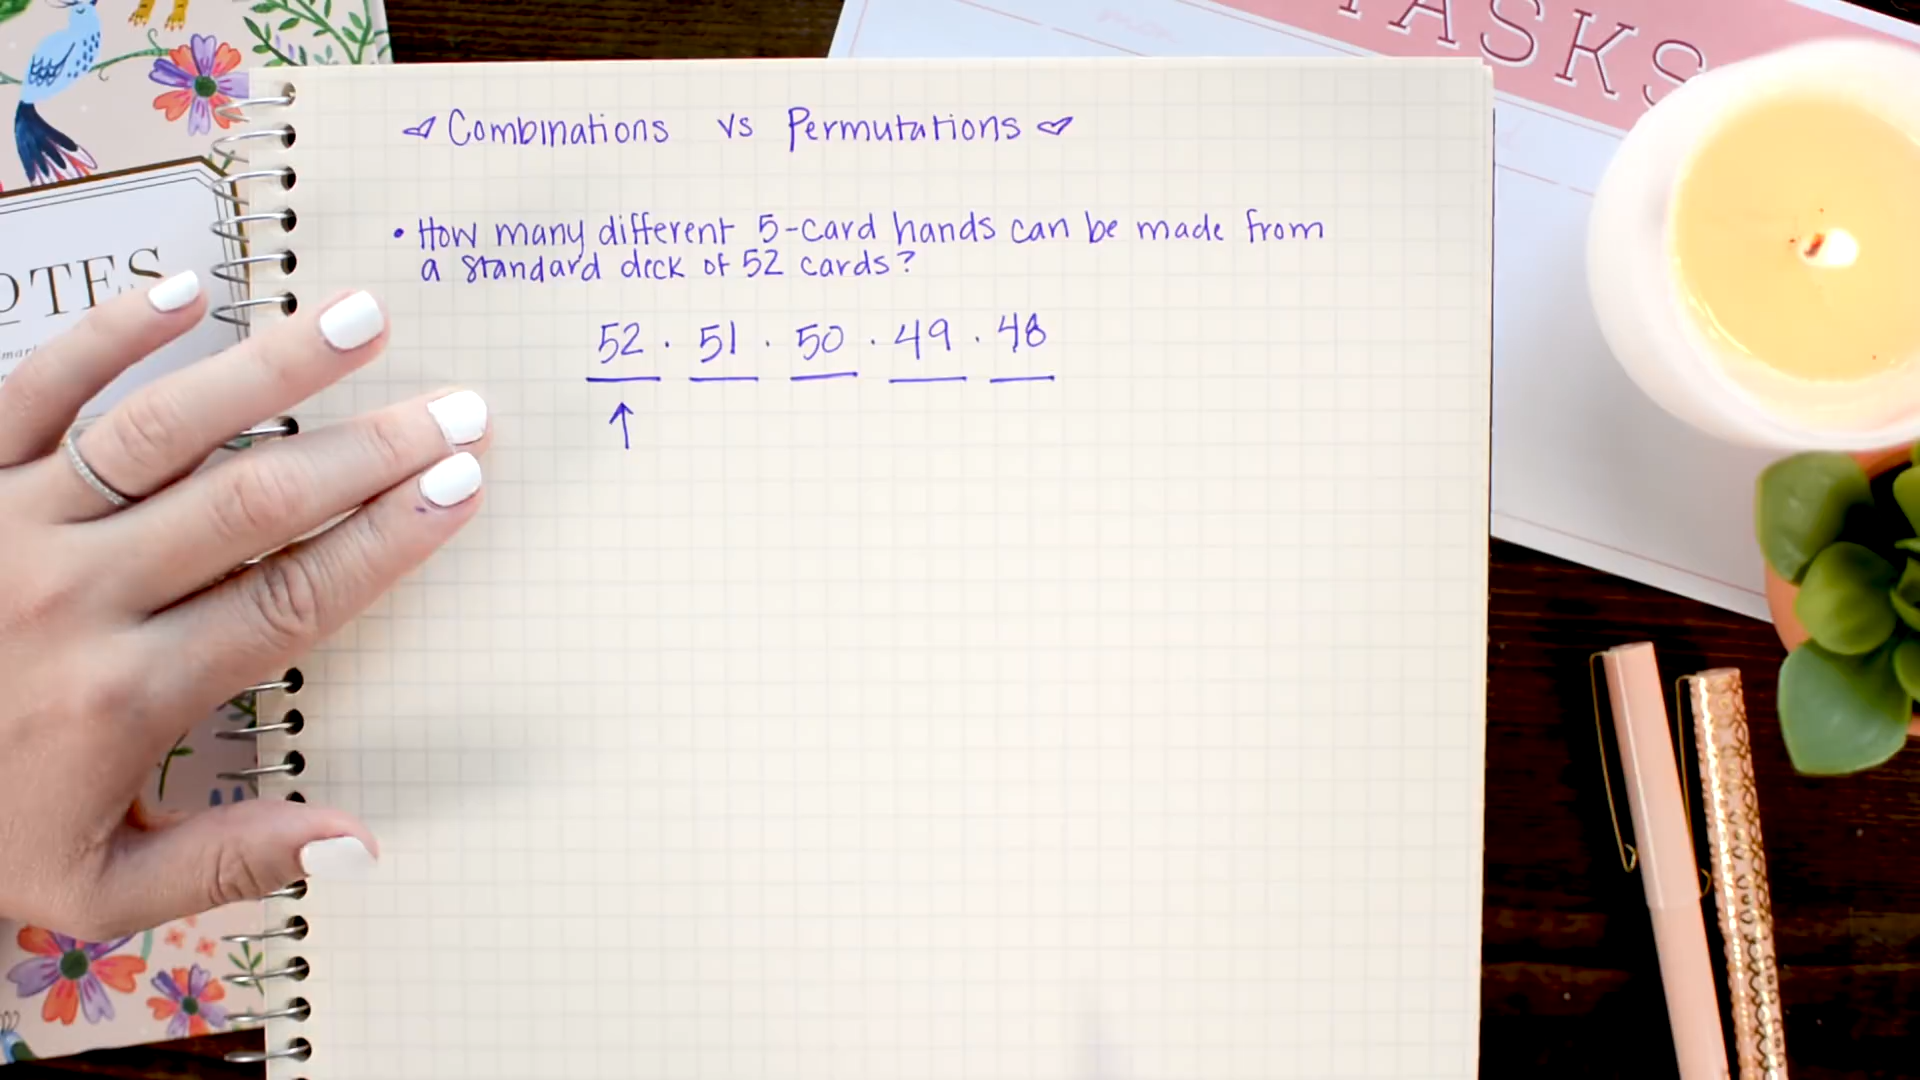 TASKS
Combinations vs Permutations
• How many different 5-card hands can be made from
a standard deck of 52 cards?
52 · 51 · 50 · 49 · 48
↑
OTES